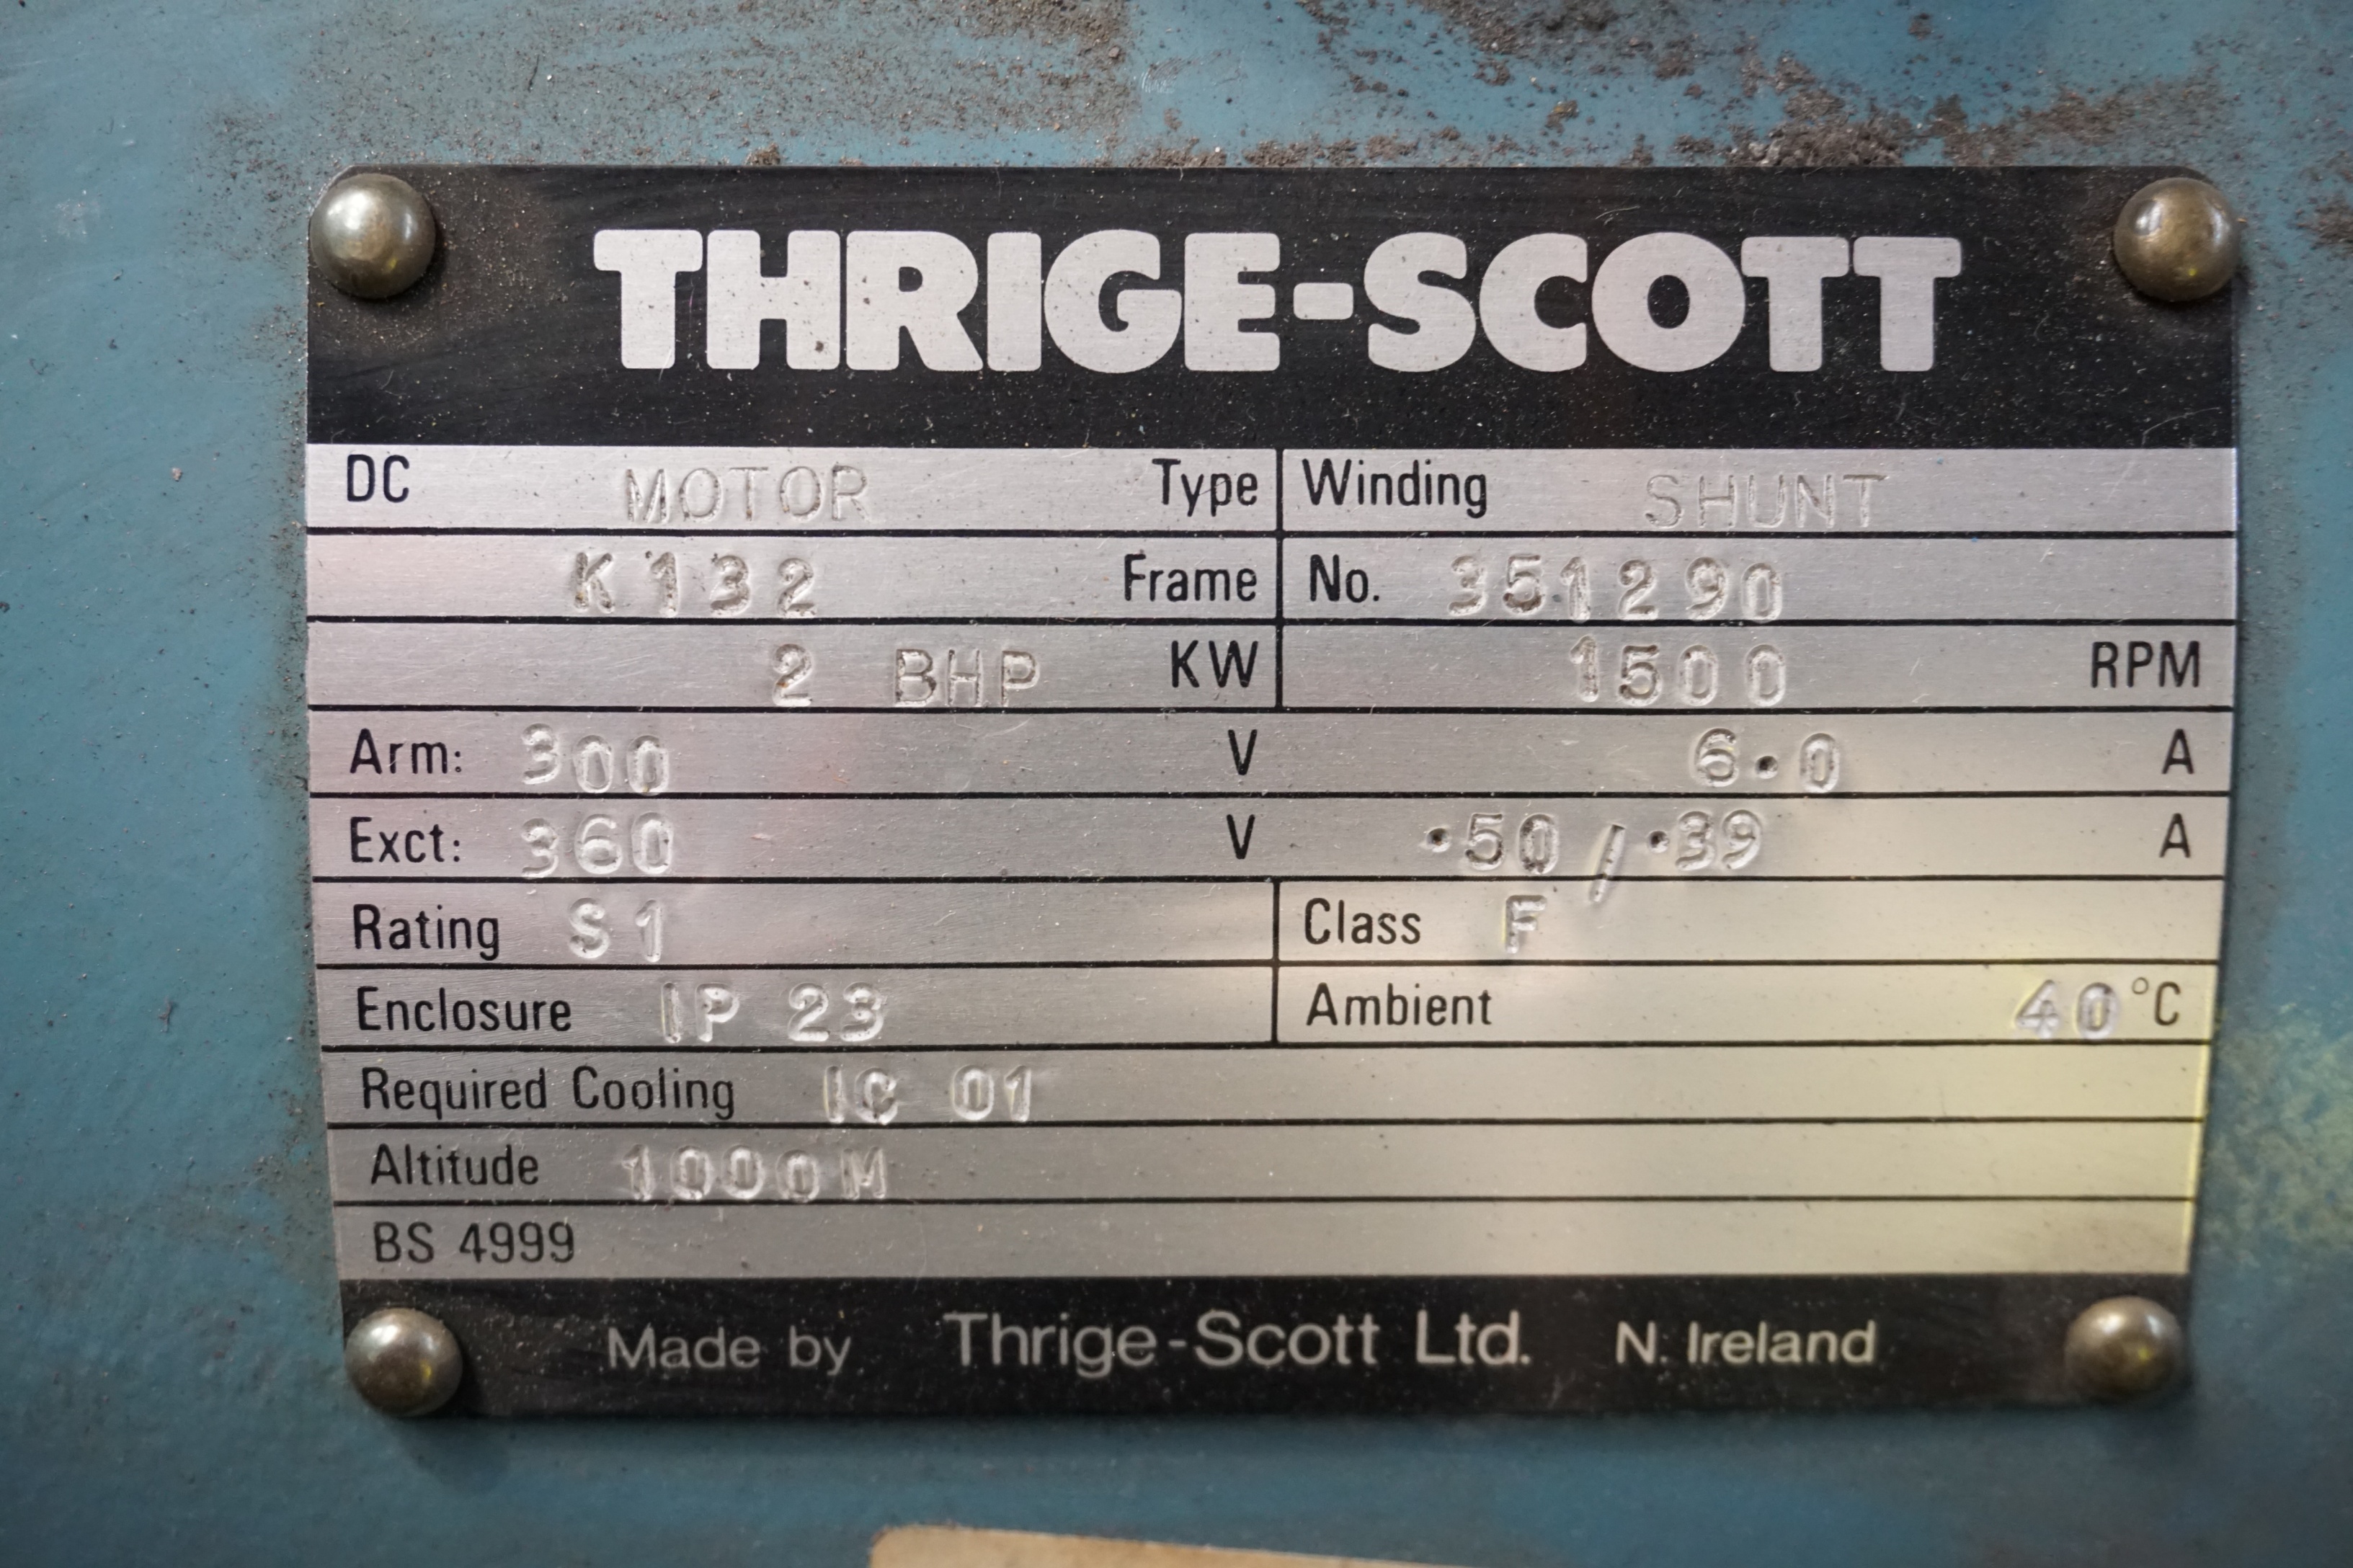 THRIGE-SCOTT
DC MOTOR Type Winding SHUNT
K132 Frame No. 351290
2 BHP KW 1500 RPM
Arm: 300 V 6.0 A
Exct: 360 V .50/.39 A
Rating S1 Class F
Enclosure IP 23 Ambient 40°C
Required Cooling IC 01
Altitude 1000M
BS 4999
Made by Thrige-Scott Ltd. N. Ireland